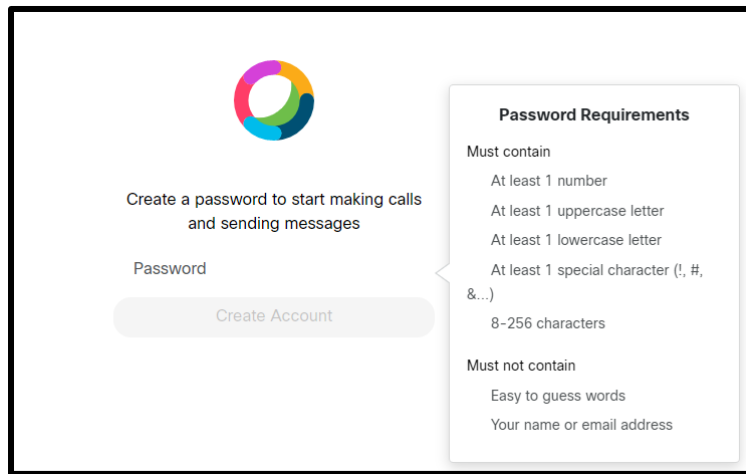 Create a password to start making calls
and sending messages
Password
Create Account
Password Requirements
Must contain
At least 1 number
At least 1 uppercase letter
At least 1 lowercase letter
At least 1 special character (!, #,
&...)
8-256 characters
Must not contain
Easy to guess words
Your name or email address